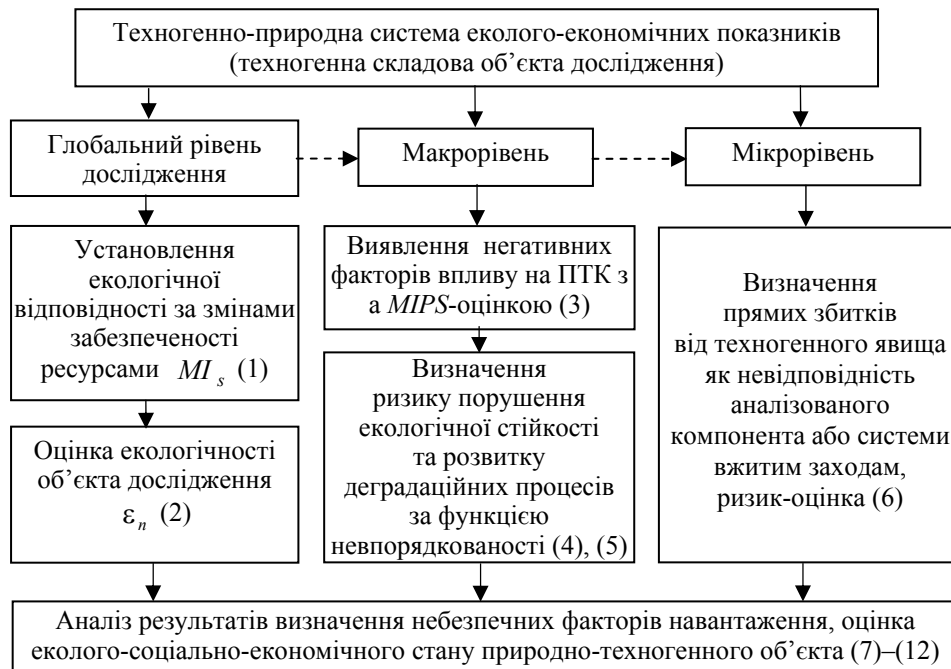 Техногенно-природна система еколого-економічних показників
(техногенна складова об’єкта дослідження)
Глобальний рівень
дослідження
Макрорівень
Мікрорівень
Установлення
екологічної
відповідності за змінами
забезпеченості
ресурсами MI s (1)
Оцінка екологічності
об’єкта дослідження
ε n (2)
Виявлення негативних
факторів впливу на ПТК з
а MIPS-оцінкою (3)
Визначення
ризику порушення
екологічної стійкості
та розвитку
деградаційних процесів
за функцією
невпорядкованості (4), (5)
Визначення
прямих збитків
від техногенного явища
як невідповідність
аналізованого
компонента або системи
вжитим заходам,
ризик-оцінка (6)
Аналіз результатів визначення небезпечних факторів навантаження, оцінка
еколого-соціально-економічного стану природно-техногенного об’єкта (7)–(12)